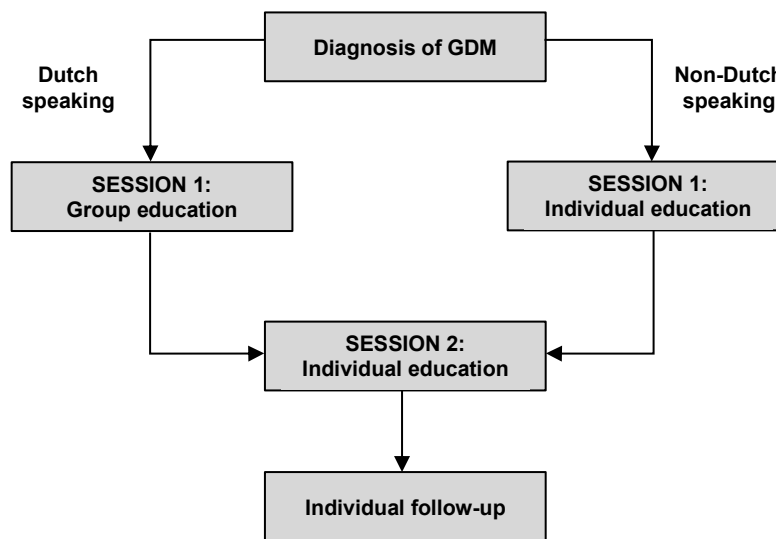 Diagnosis of GDM
Dutch
speaking
Non-Dutch
speaking
SESSION 1:
Group education
SESSION 1:
Individual education
SESSION 2:
Individual education
Individual follow-up